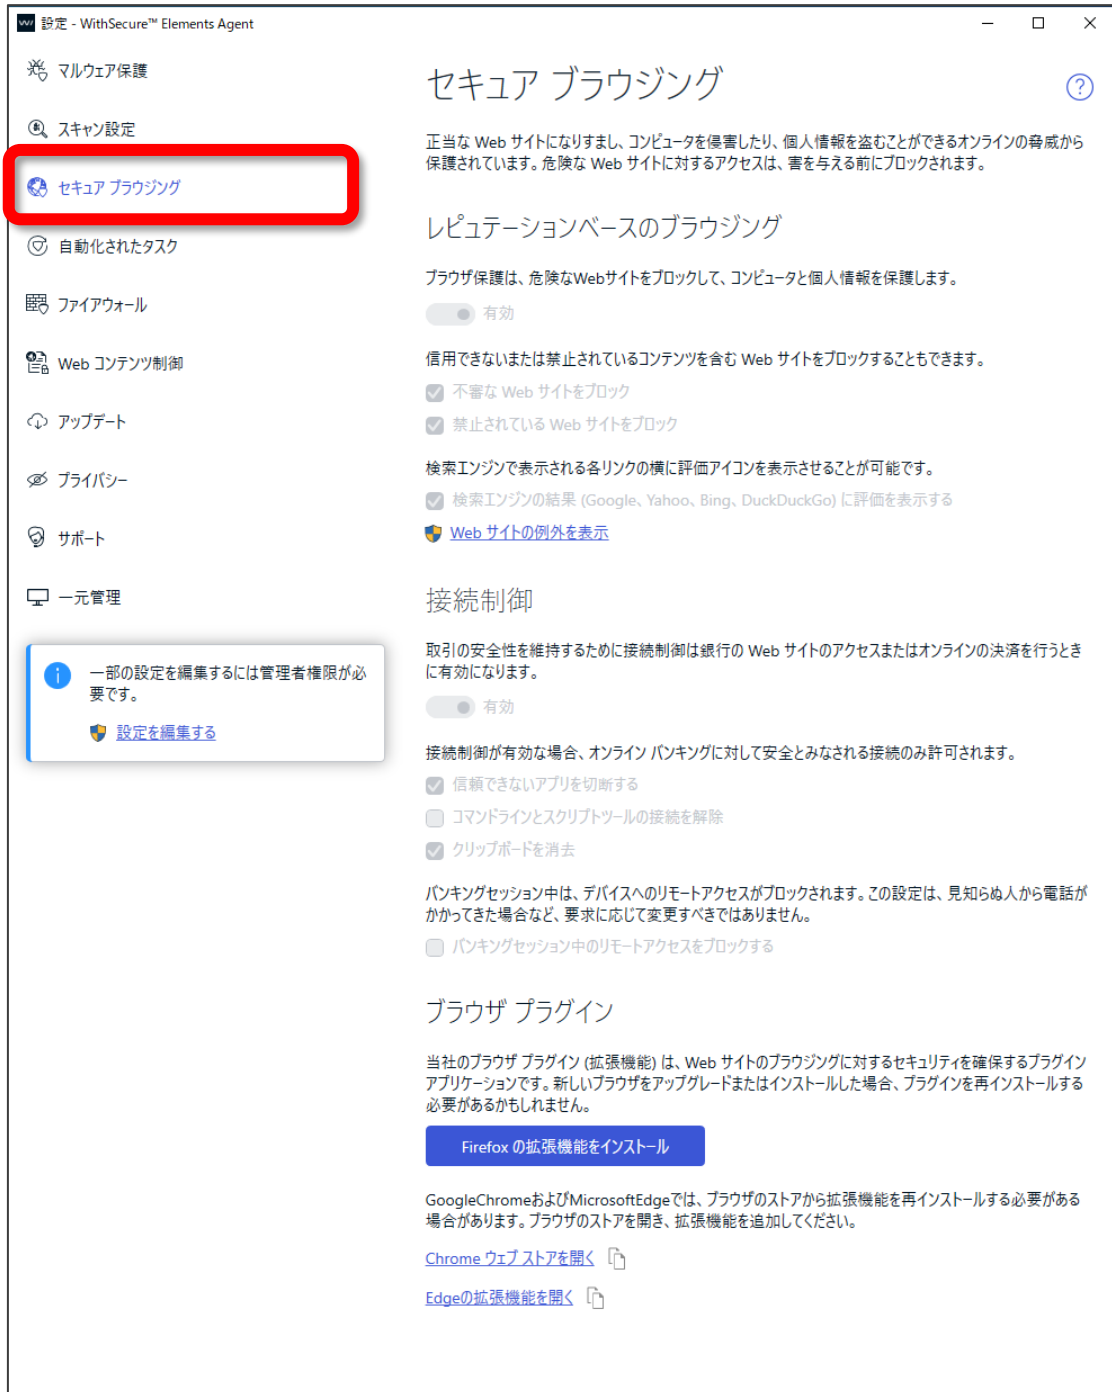 設定 - WithSecure™ Elements Agent
マルウェア保護
スキャン設定
セキュア ブラウジング
自動化されたタスク
ファイアウォール
Web コンテンツ制御
アップデート
プライバシー
サポート
一元管理
一部の設定を編集するには管理者権限が必
要です。
設定を編集する
セキュア ブラウジング
正当な Web サイトになりすまし、コンピュータを侵害したり、個人情報を盗むことができるオンラインの脅威から
保護されています。危険な Web サイトに対するアクセスは、害を与える前にブロックされます。
レピュテーションベースのブラウジング
ブラウザ保護は、危険なWebサイトをブロックして、コンピュータと個人情報を保護します。
有効
信用できないまたは禁止されているコンテンツを含む Web サイトをブロックすることもできます。
不審な Web サイトをブロック
禁止されている Web サイトをブロック
検索エンジンで表示される各リンクの横に評価アイコンを表示させることが可能です。
検索エンジンの結果 (Google、Yahoo、Bing、DuckDuckGo) に評価を表示する
Web サイトの例外を表示
接続制御
取引の安全性を維持するために接続制御は銀行の Web サイトのアクセスまたはオンラインの決済を行うとき
に有効になります。
有効
接続制御が有効な場合、オンライン バンキングに対して安全とみなされる接続のみ許可されます。
信頼できないアプリを切断する
コマンドラインとスクリプトツールの接続を解除
クリップボードを消去
バンキングセッション中は、デバイスへのリモートアクセスがブロックされます。この設定は、見知らぬ人から電話が
かかってきた場合など、要求に応じて変更すべきではありません。
バンキングセッション中のリモートアクセスをブロックする
ブラウザ プラグイン
当社のブラウザ プラグイン (拡張機能) は、Web サイトのブラウジングに対するセキュリティを確保するプラグイン
アプリケーションです。新しいブラウザをアップグレードまたはインストールした場合、プラグインを再インストールする
必要があるかもしれません。
Firefox の拡張機能をインストール
GoogleChromeおよびMicrosoftEdgeでは、ブラウザのストアから拡張機能を再インストールする必要がある
場合があります。ブラウザのストアを開き、拡張機能を追加してください。
Chrome ウェブ ストアを開く
Edgeの拡張機能を開く